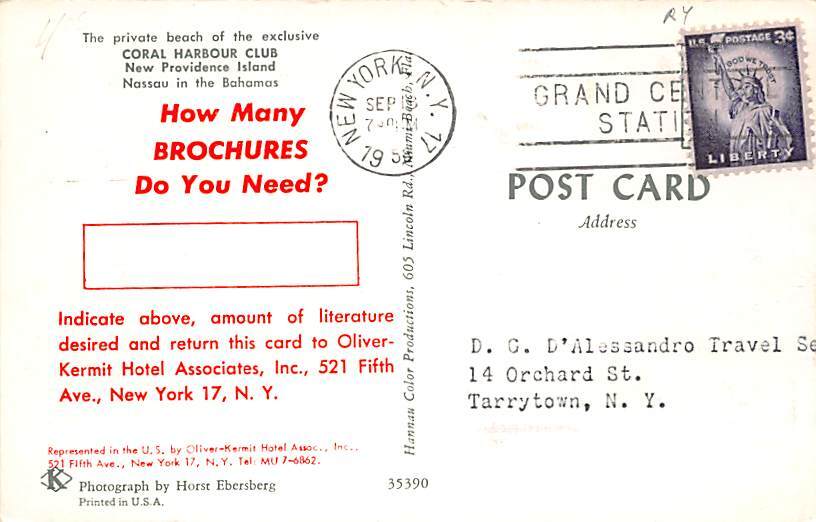 RY
The private beach of the exclusive
CORAL HARBOUR CLUB
New Providence Island
Nassau in the Bahamas
How Many
BROCHURES
Do You Need?
Indicate above, amount of literature
desired and return this card to Oliver-
Kermit Hotel Associates, Inc., 521 Fifth
Ave., New York 17, N. Y.
Represented in the U.S. by Oliver-Kermit Hotel Assoc., Inc.,
521 Fifth Ave., New York 17, N.Y. Tel: MU 7-6862.
K
Photograph by Horst Ebersberg
Printed in U.S.A.
35390
Hannau Color Productions, 605 Lincoln Rd., Miami Beach, Fla.
NEW YORK, N.Y. 17
SEP
19
GRAND CE
STATI
U.S. POSTAGE 3¢
IN GOD WE TRUST
LIBERTY
POST CARD
Address
D. C. D'Alessandro Travel Se
14 Orchard St.
Tarrytown, N. Y.